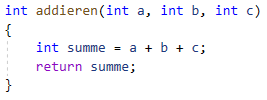 int addieren(int a, int b, int c)
{
    int summe = a + b + c;
    return summe;
}